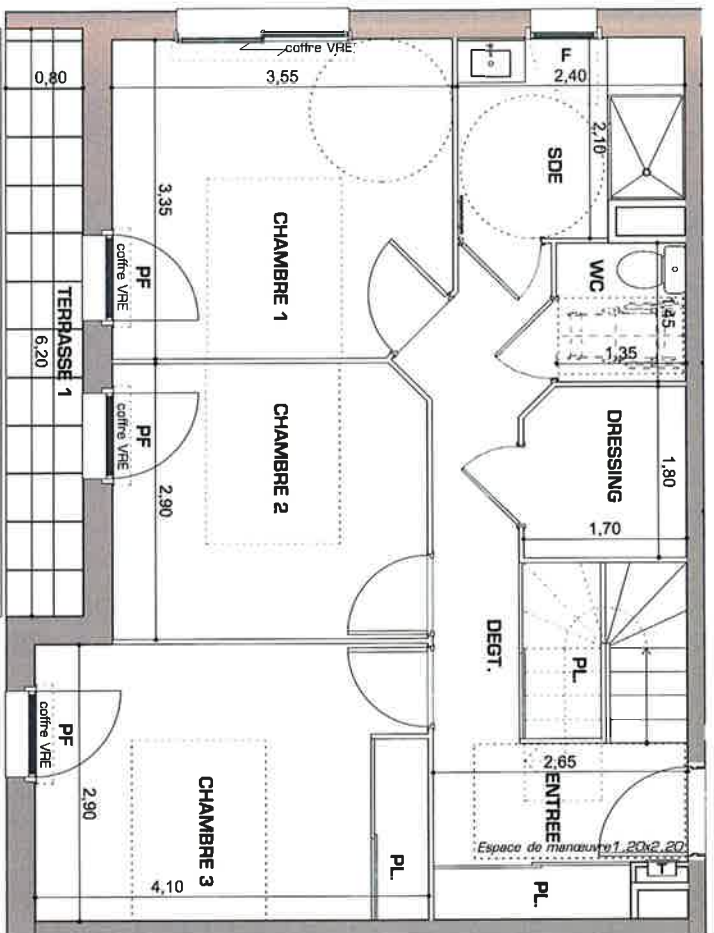 coffre VRE
0,80
3,55
F
2,40
2,10
SDE
3,35
CHAMBRE 1
WC
1,45
1,35
PF
coffre VRE
TERRASSE 1
6,20
PF
coffre VRE
CHAMBRE 2
2,90
DRESSING
1,80
1,70
DEGT.
PL.
2,65
ENTREE
Espace de manœuvre 1.20x2.20
PF
coffre VRE
2,90
CHAMBRE 3
4,10
PL.
PL.